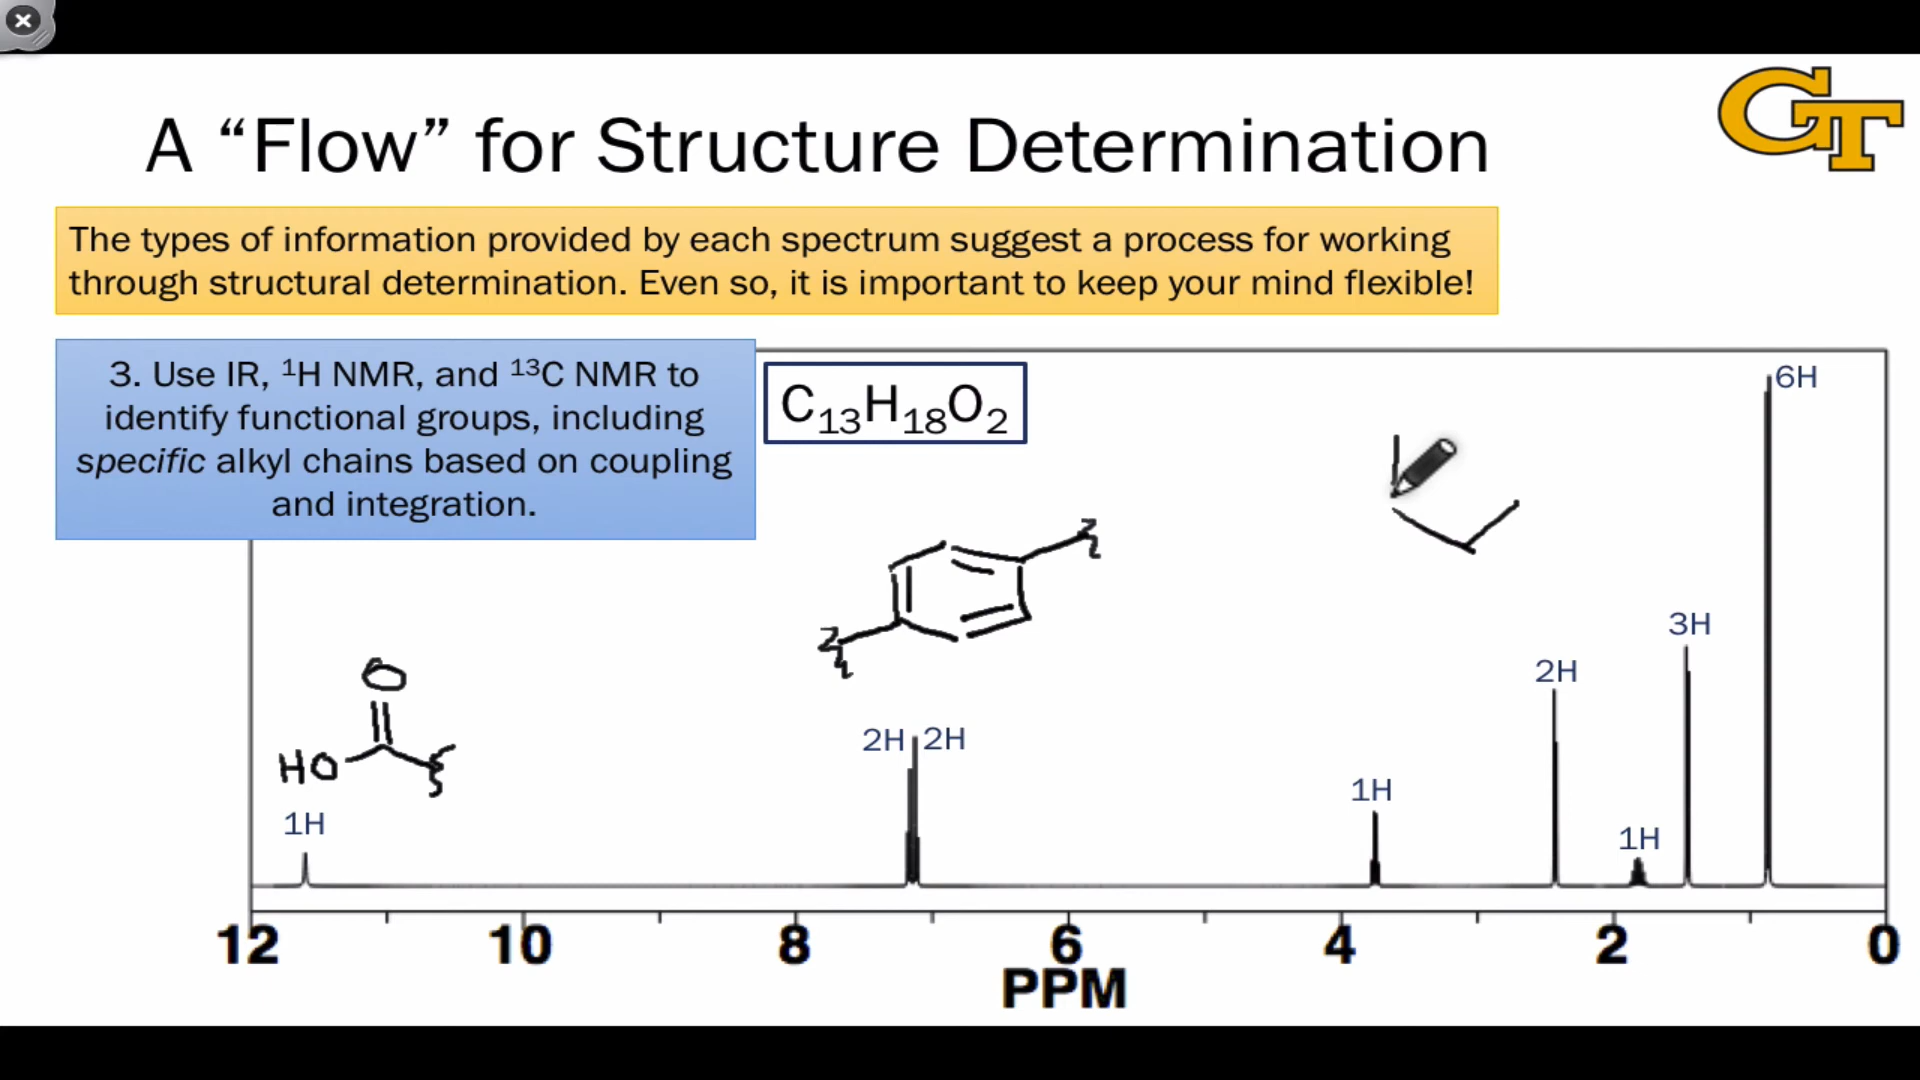 GT
A “Flow” for Structure Determination
The types of information provided by each spectrum suggest a process for working
through structural determination. Even so, it is important to keep your mind flexible!
3. Use IR, ¹H NMR, and ¹³C NMR to
identify functional groups, including
specific alkyl chains based on coupling
and integration.
C₁₃H₁₈O₂
6H
3H
2H
O
HO
2H 2H
1H
1H
1H
12 10 8 6 4 2 0
PPM